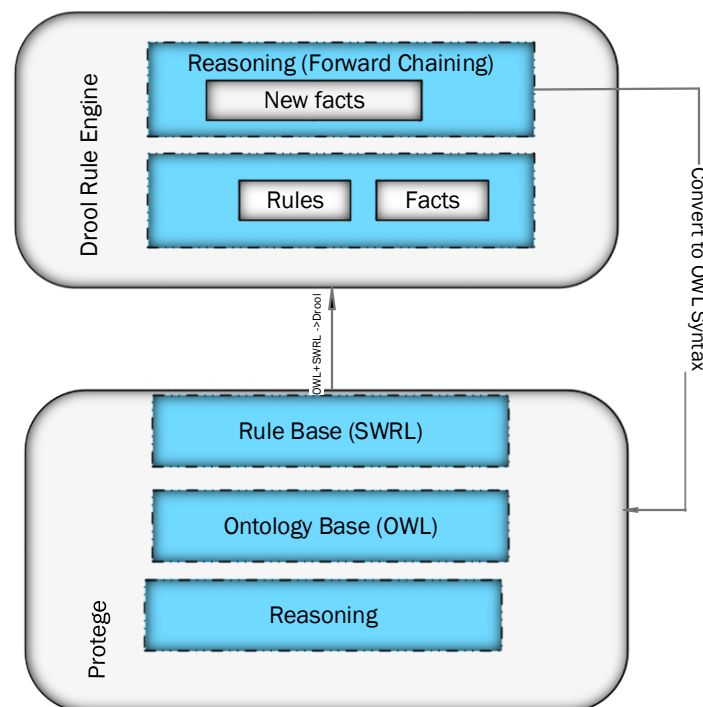 Reasoning (Forward Chaining)
New facts
Drool Rule Engine
Rules
Facts
Convert to OWL Syntax
OWL+SWRL ->Drool
Rule Base (SWRL)
Ontology Base (OWL)
Reasoning
Protege